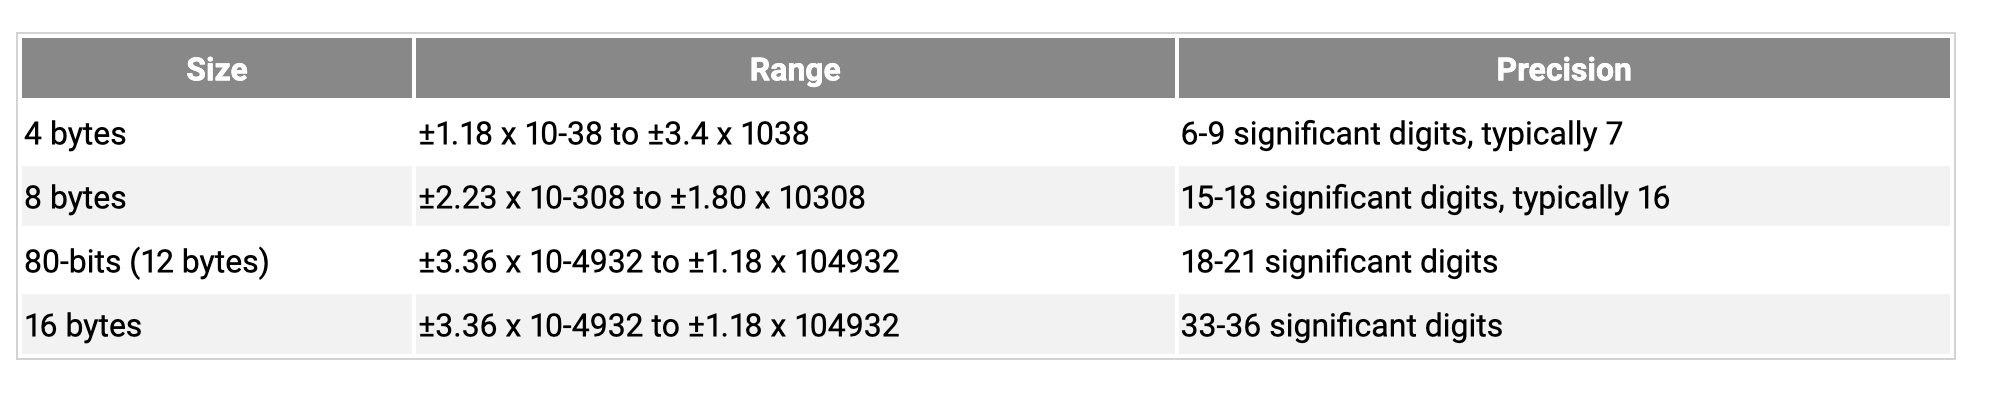 Size Range Precision
4 bytes ±1.18 x 10-38 to ±3.4 x 1038 6-9 significant digits, typically 7
8 bytes ±2.23 x 10-308 to ±1.80 x 10308 15-18 significant digits, typically 16
80-bits (12 bytes) ±3.36 x 10-4932 to ±1.18 x 104932 18-21 significant digits
16 bytes ±3.36 x 10-4932 to ±1.18 x 104932 33-36 significant digits